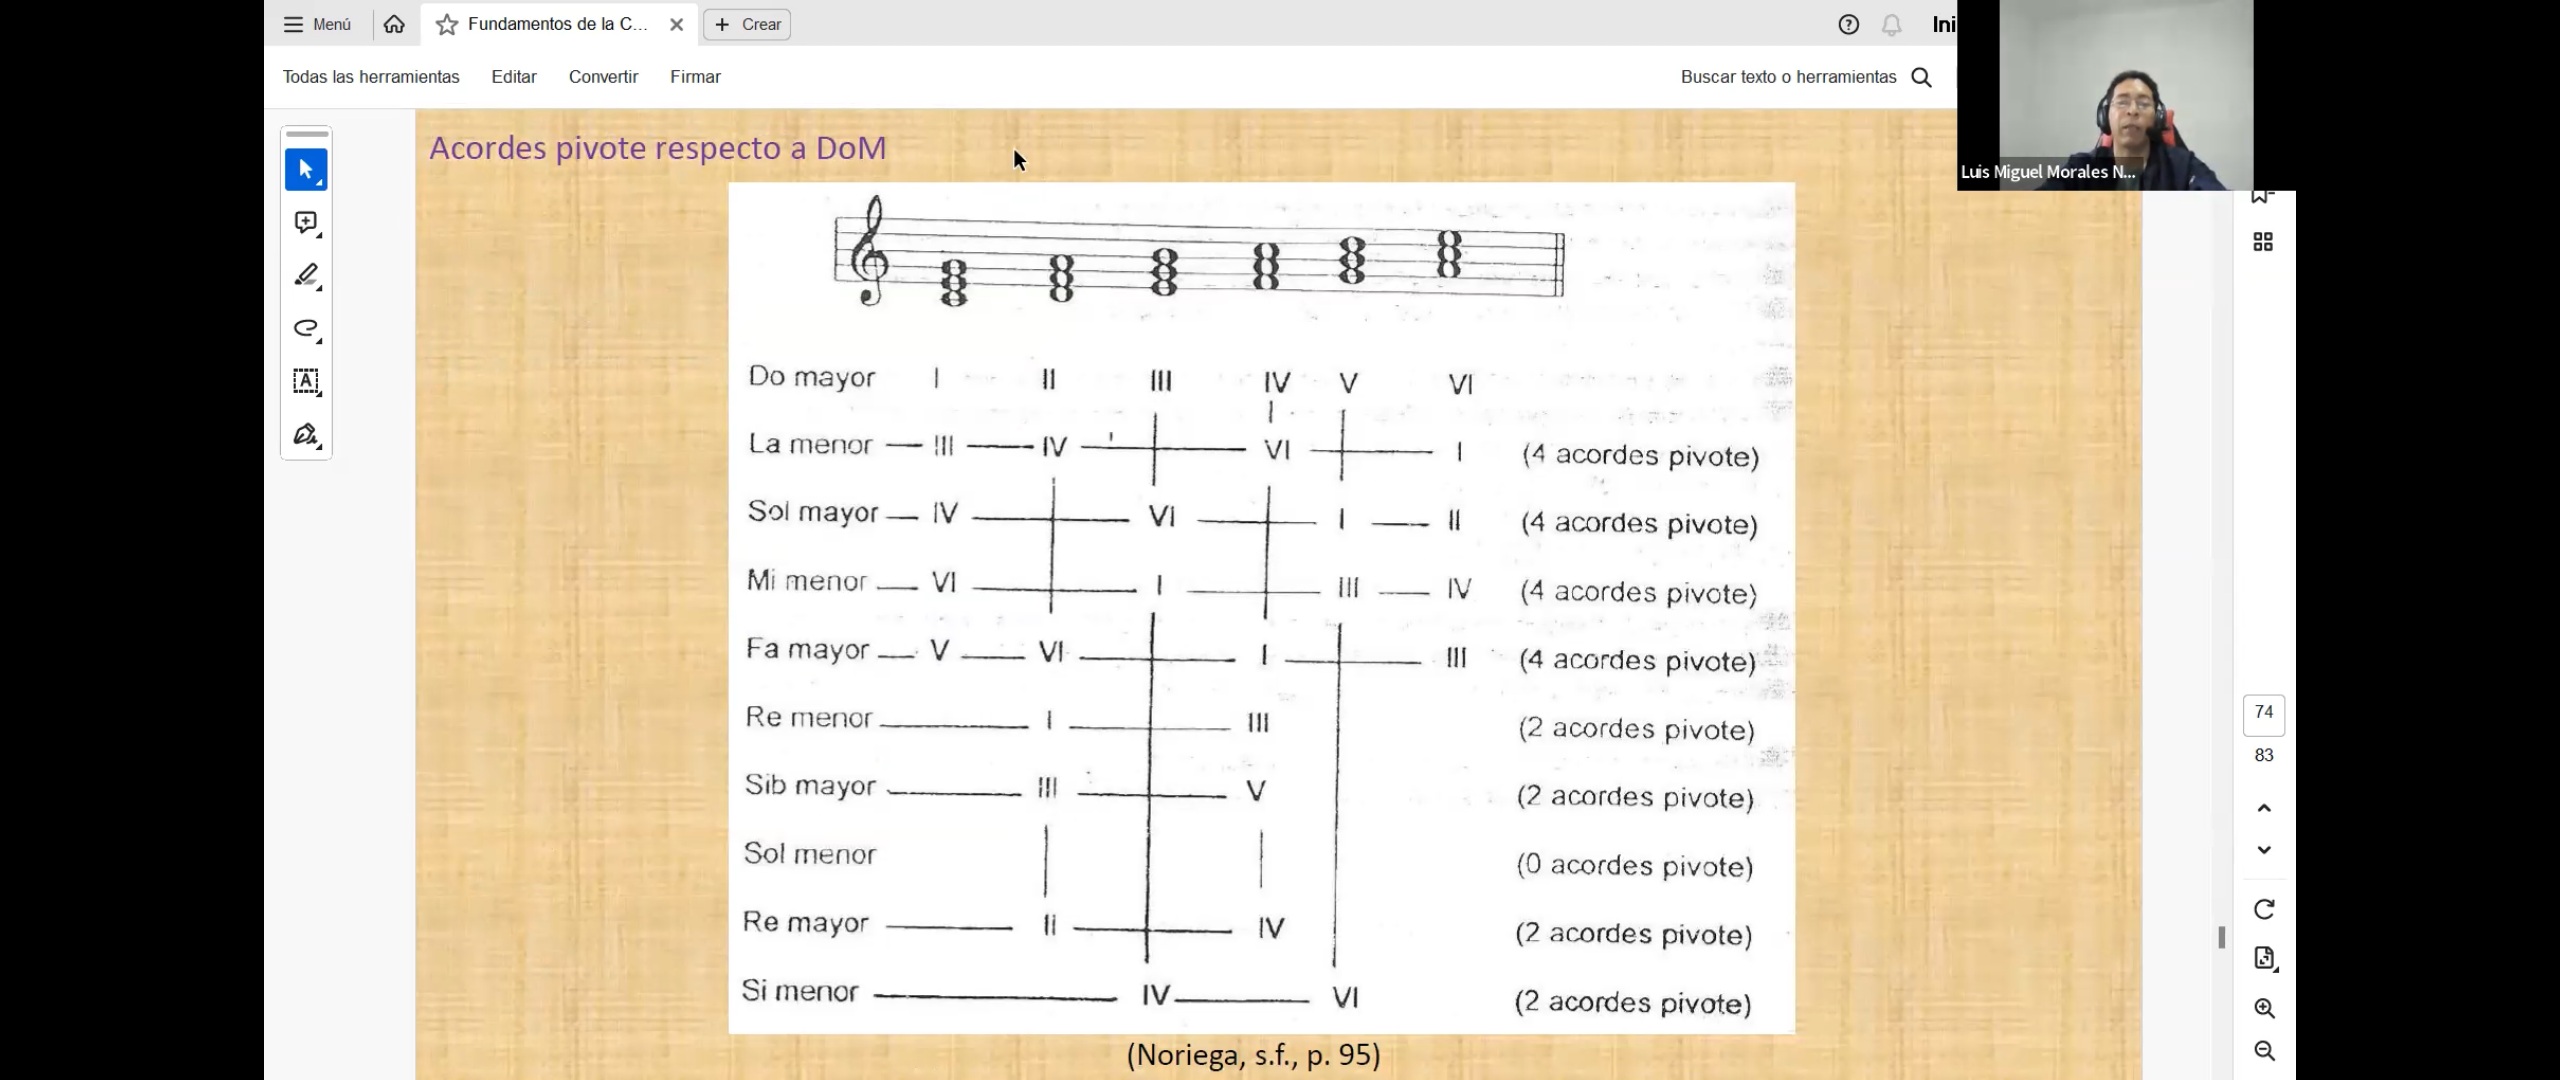 Menú
Fundamentos de la C...
Crear
Ini
Todas las herramientas Editar Convertir Firmar
Buscar texto o herramientas
Luis Miguel Morales N...
Acordes pivote respecto a DoM
Do mayor I II III IV V VI
La menor III IV VI I (4 acordes pivote)
Sol mayor IV VI I II (4 acordes pivote)
Mi menor VI I III IV (4 acordes pivote)
Fa mayor V VI I III (4 acordes pivote)
Re menor I III (2 acordes pivote)
Sib mayor III V (2 acordes pivote)
Sol menor (0 acordes pivote)
Re mayor Ii IV (2 acordes pivote)
Si menor IV VI (2 acordes pivote)
(Noriega, s.f., p. 95)
74
83